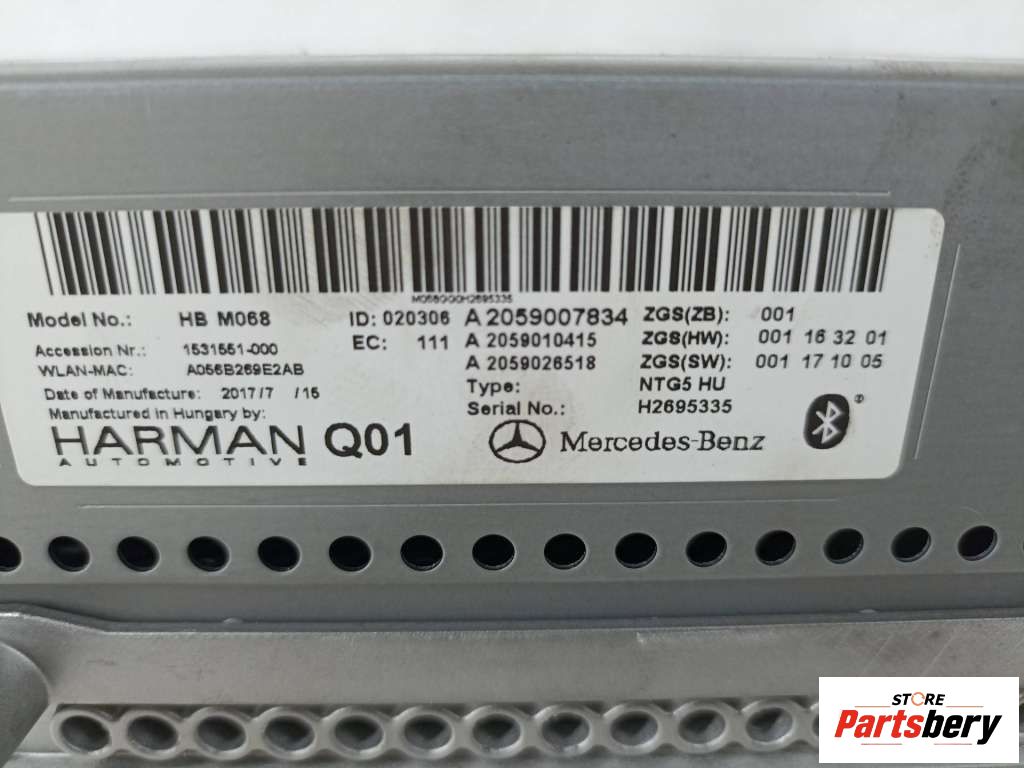 M068GG0H2695335
Model No.: HB M068 ID: 020306 A 2059007834 ZGS(ZB): 001
EC: 111 A 2059010415 ZGS(HW): 001 16 32 01
Accession Nr.: 1531551-000
WLAN-MAC: A056B269E2AB A 2059026518 ZGS(SW): 001 17 10 05
Date of Manufacture: 2017/7 /15 Type: NTG5 HU
Manufactured in Hungary by: Serial No.: H2695335
HARMAN Q01 Mercedes-Benz
AUTOMOTIVE
STORE
Partsbery